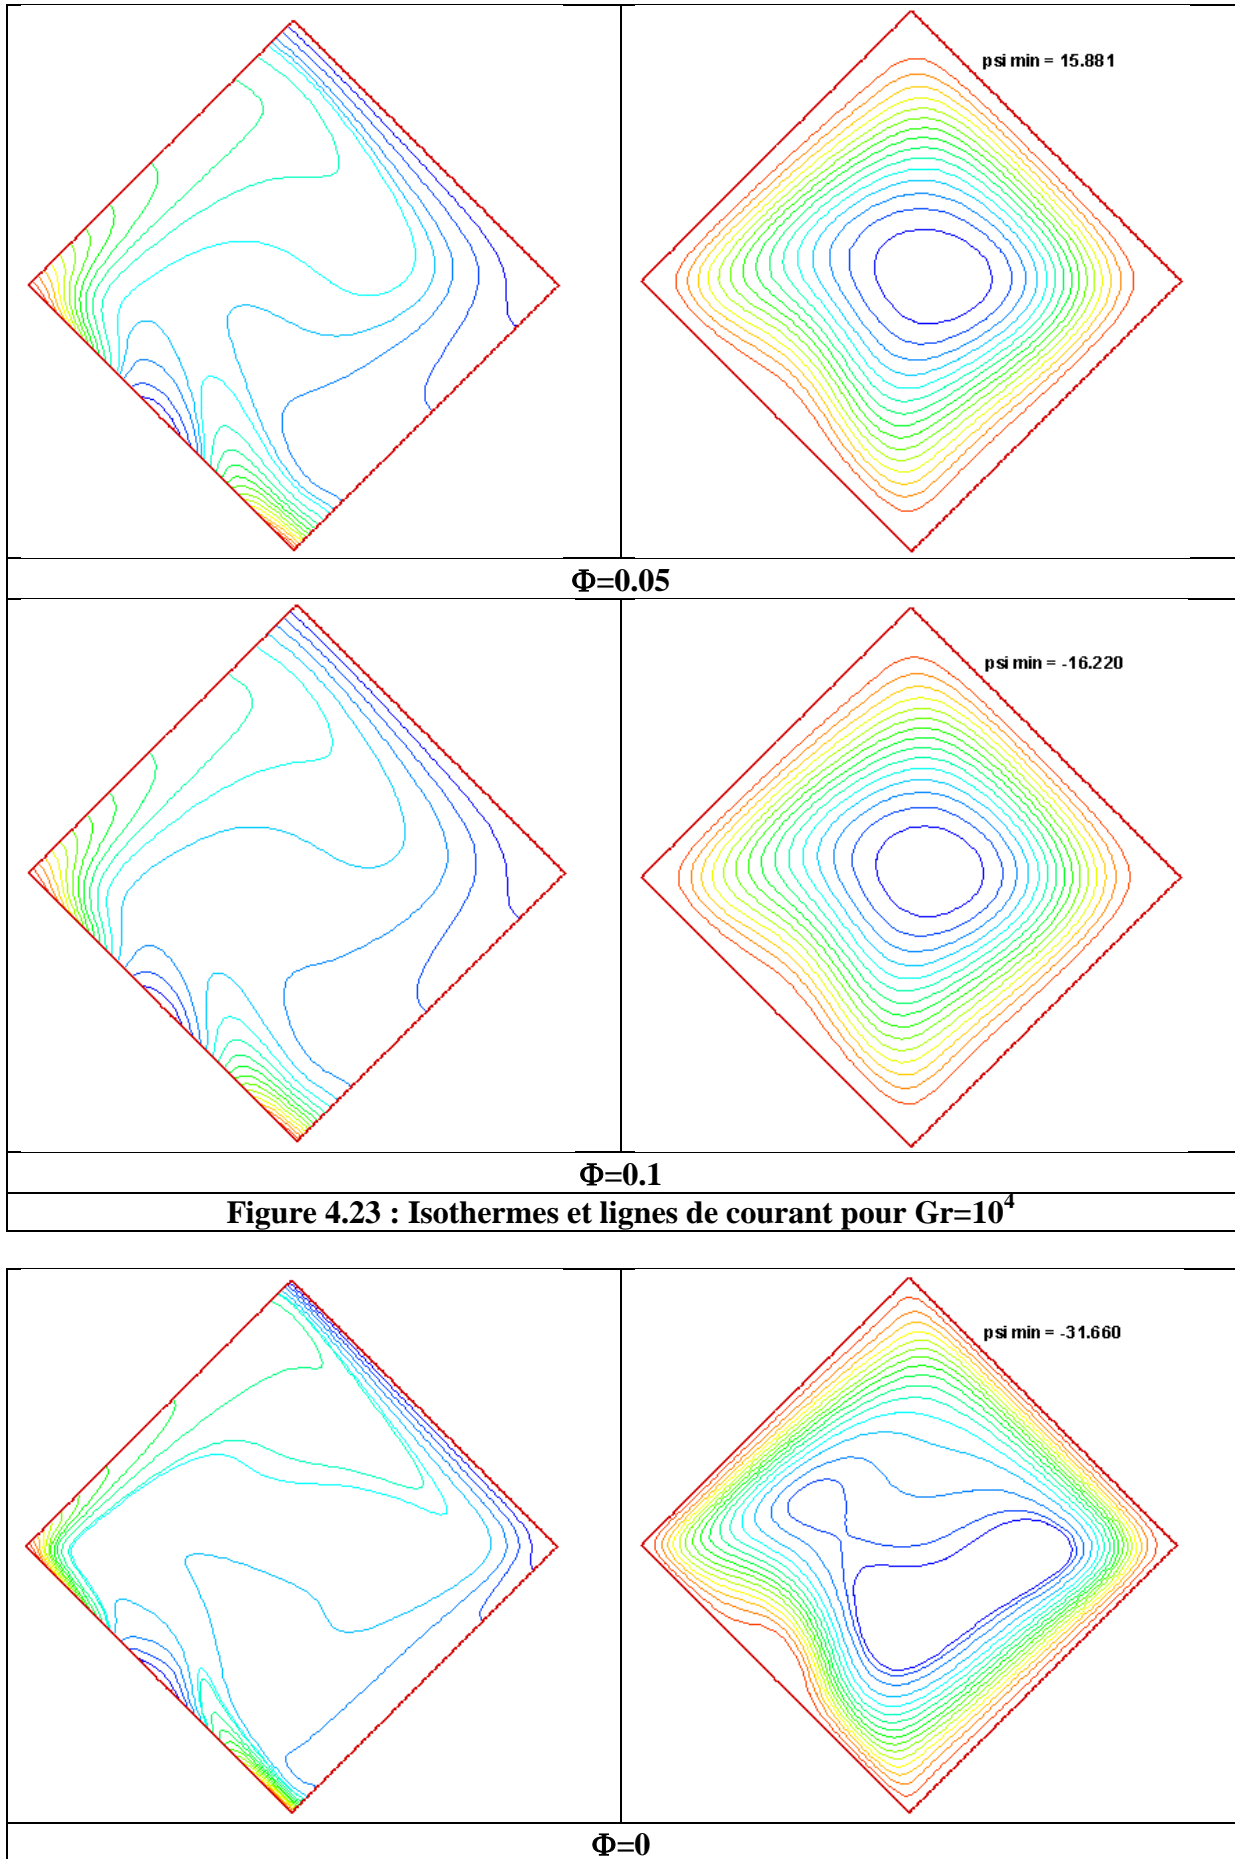 psi min = 15.881
Φ=0.05
psi min = -16.220
Φ=0.1
Figure 4.23 : Isothermes et lignes de courant pour Gr=10⁴
psi min = -31.660
Φ=0